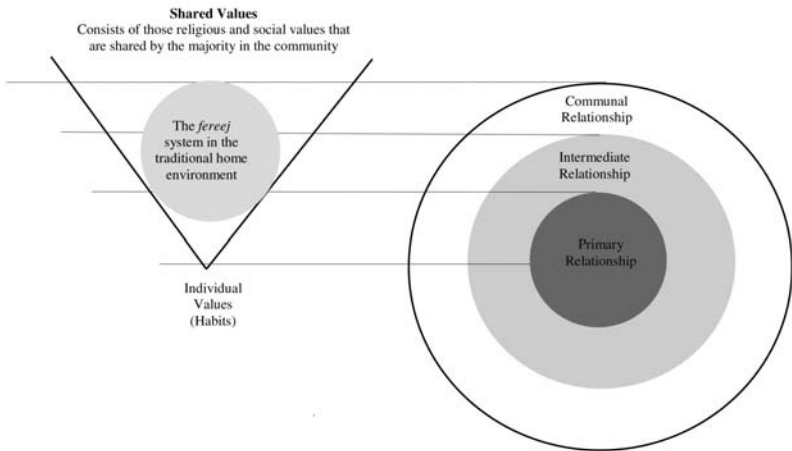 Shared Values
Consists of those religious and social values that
are shared by the majority in the community
The fereej
system in the
traditional home
environment
Individual
Values
(Habits)
Communal
Relationship
Intermediate
Relationship
Primary
Relationship